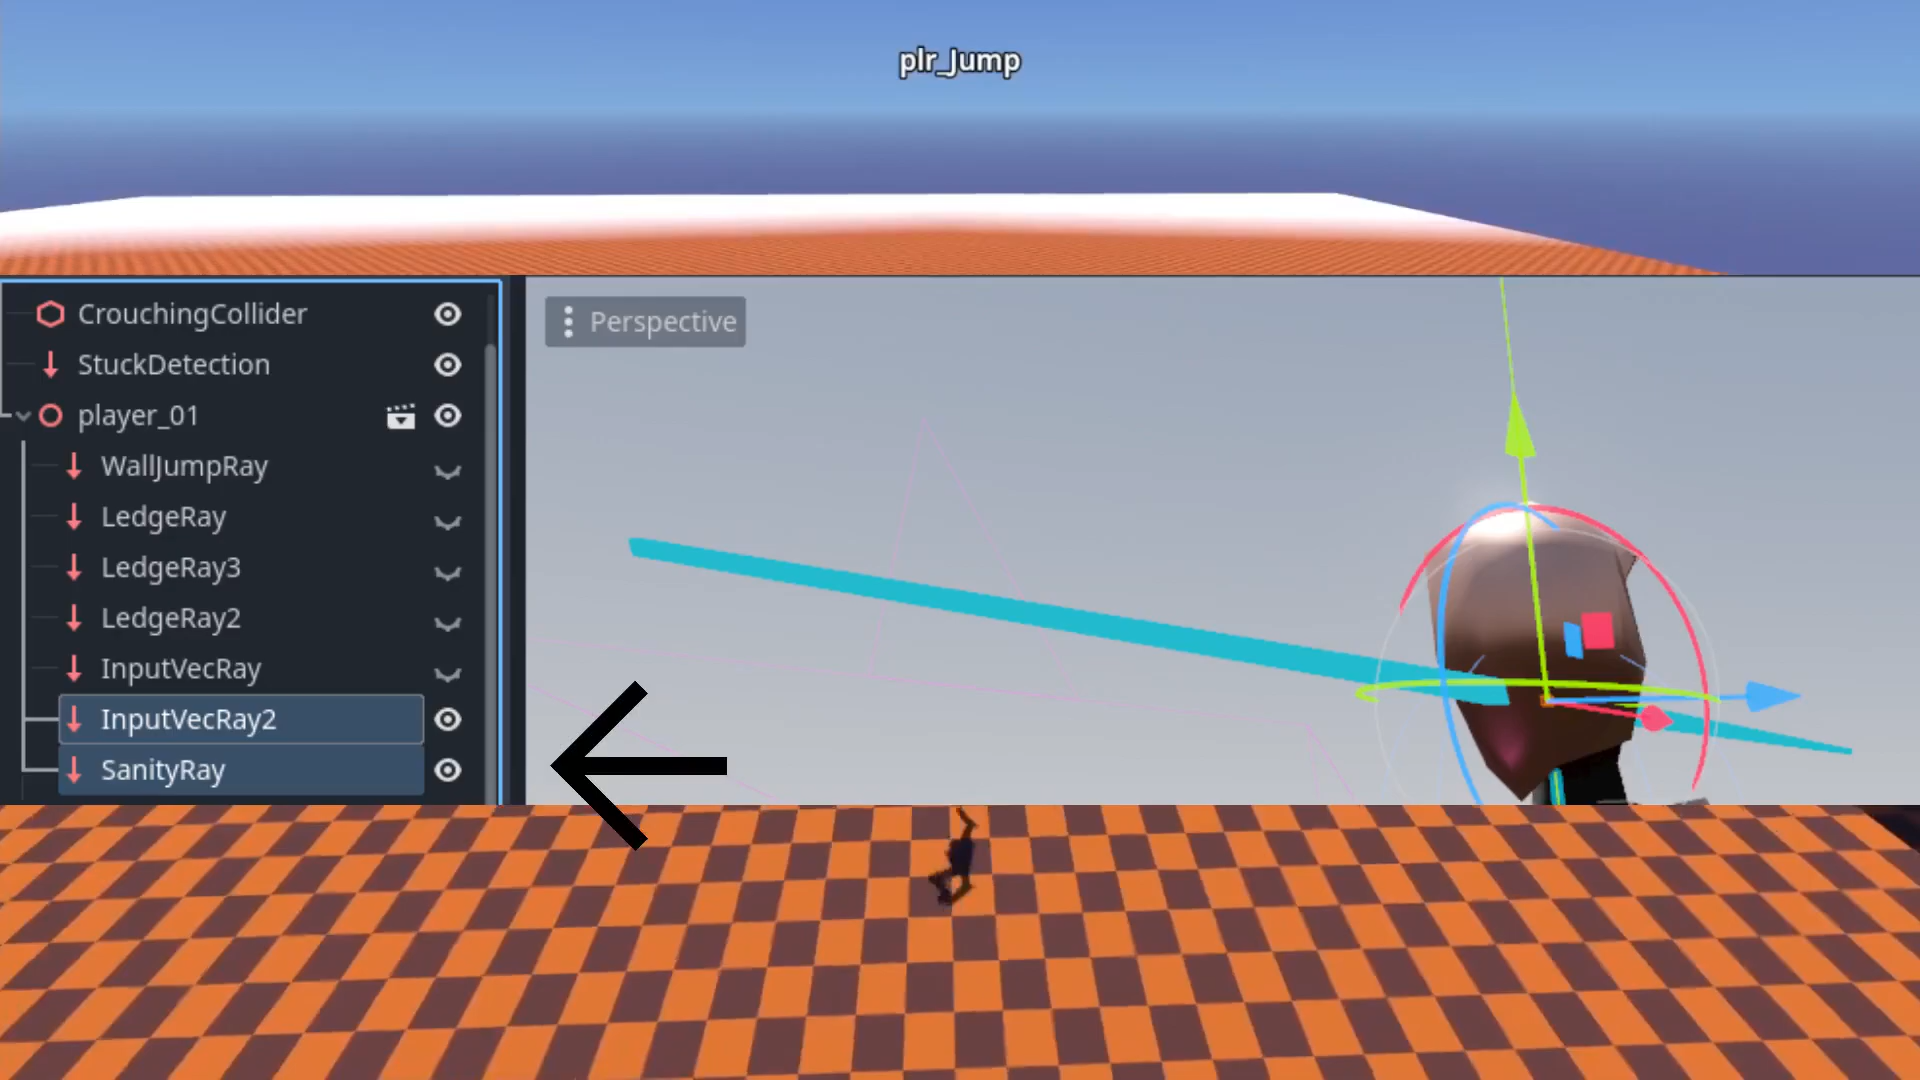 plr_Jump
CrouchingCollider
Perspective
StuckDetection
player_01
WallJumpRay
LedgeRay
LedgeRay3
LedgeRay2
InputVecRay
InputVecRay2
SanityRay